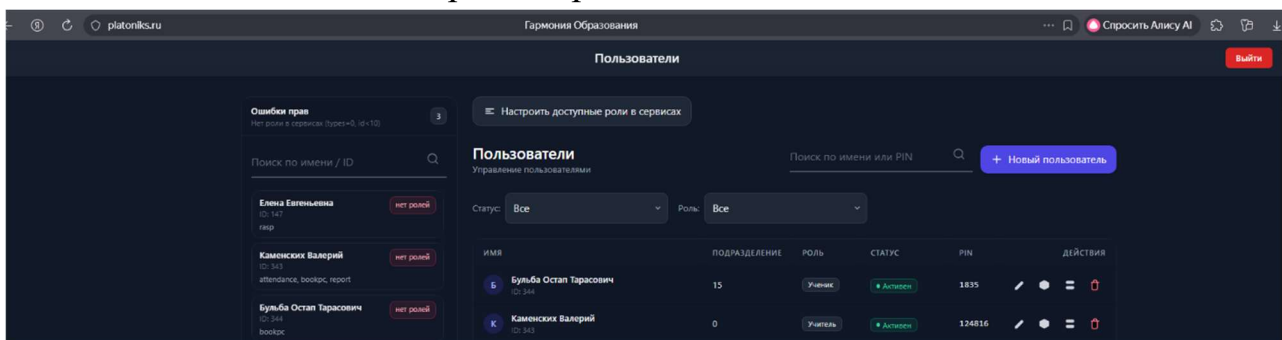 platoniks.ru
Гармония Образования
Спросить Алису AI
Пользователи
Выйти
Ошибки прав
Нет роли в сервисах (types=0, id<10)
3
Поиск по имени / ID
Елена Евгеньевна
нет ролей
ID: 147
rasp
Каменских Валерий
нет ролей
ID: 343
attendance, bookpc, report
Бульба Остап Тарасович
нет ролей
ID: 344
bookpc
Настроить доступные роли в сервисах
Пользователи
Управление пользователями
Поиск по имени или PIN
+ Новый пользователь
Статус: Все
Роль: Все
ИМЯ ПОДРАЗДЕЛЕНИЕ РОЛЬ СТАТУС PIN ДЕЙСТВИЯ
Б Бульба Остап Тарасович 15 Ученик Активен 1835
ID: 344
К Каменских Валерий 0 Учитель Активен 124816
ID: 343